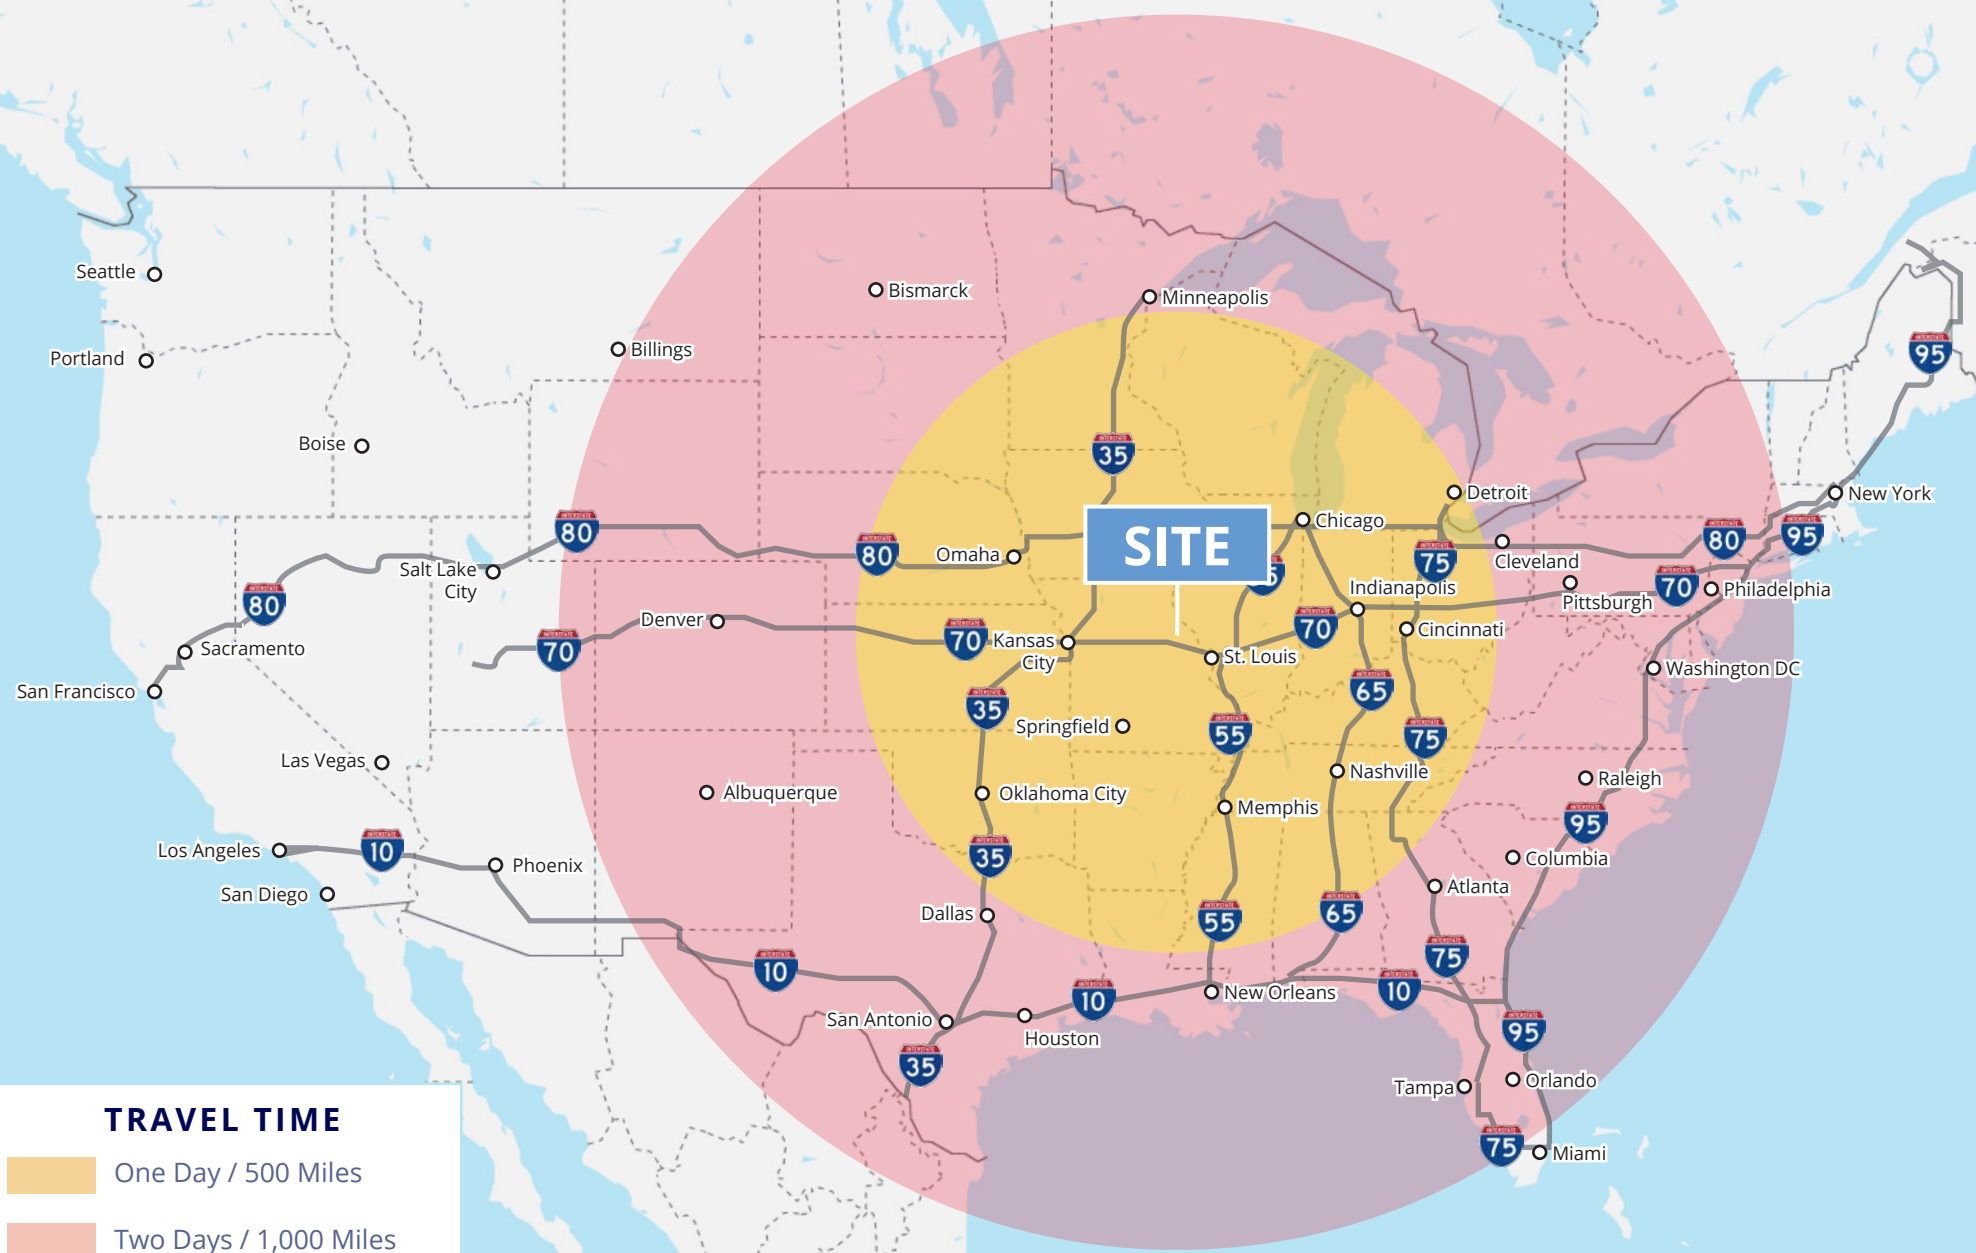 95
Seattle
Bismarck
Minneapolis
Portland
Billings
Boise
35
Detroit
New York
80
80
SITE
Chicago
80
95
Omaha
75
Cleveland
Salt Lake
City
80
Indianapolis
Pittsburgh
70
Philadelphia
Denver
70
70
Kansas
City
70
Cincinnati
Sacramento
St. Louis
Washington DC
San Francisco
35
65
Springfield
55
75
Las Vegas
Nashville
Raleigh
Albuquerque
Oklahoma City
Memphis
95
Los Angeles
10
35
Columbia
Phoenix
San Diego
Atlanta
Dallas
55
65
75
10
10
New Orleans
10
San Antonio
Houston
95
35
Tampa
Orlando
75
Miami
TRAVEL TIME
One Day / 500 Miles
Two Days / 1,000 Miles